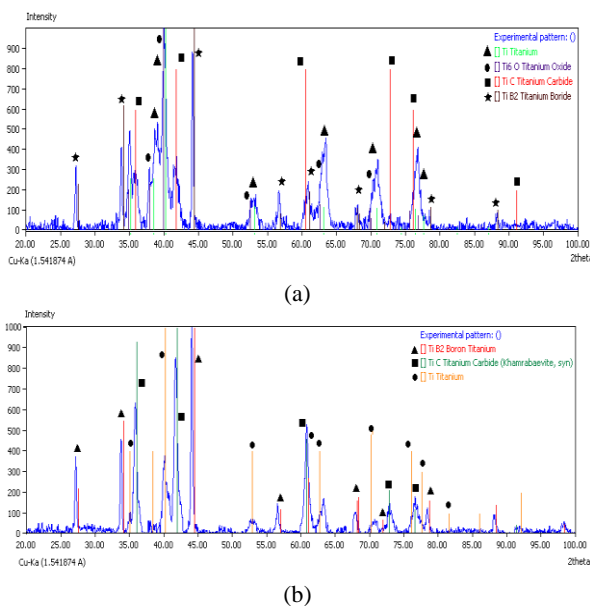 Intensity
Experimental pattern: ()
[] Ti Titanium
[] Ti6 O Titanium Oxide
[] Ti C Titanium Carbide
[] Ti B2 Titanium Boride
900
800
700
600
500
400
300
200
100
0
20.00 25.00 30.00 35.00 40.00 45.00 50.00 55.00 60.00 65.00 70.00 75.00 80.00 85.00 90.00 95.00 100.00
Cu-Ka (1.541874 A) 2theta
(a)
Intensity
Experimental pattern: ()
[] Ti B2 Boron Titanium
[] Ti C Titanium Carbide (Khamrabaevite, syn)
[] Ti Titanium
1000
900
800
700
600
500
400
300
200
100
0
20.00 25.00 30.00 35.00 40.00 45.00 50.00 55.00 60.00 65.00 70.00 75.00 80.00 85.00 90.00 95.00 100.00
Cu-Ka (1.541874 A) 2theta
(b)